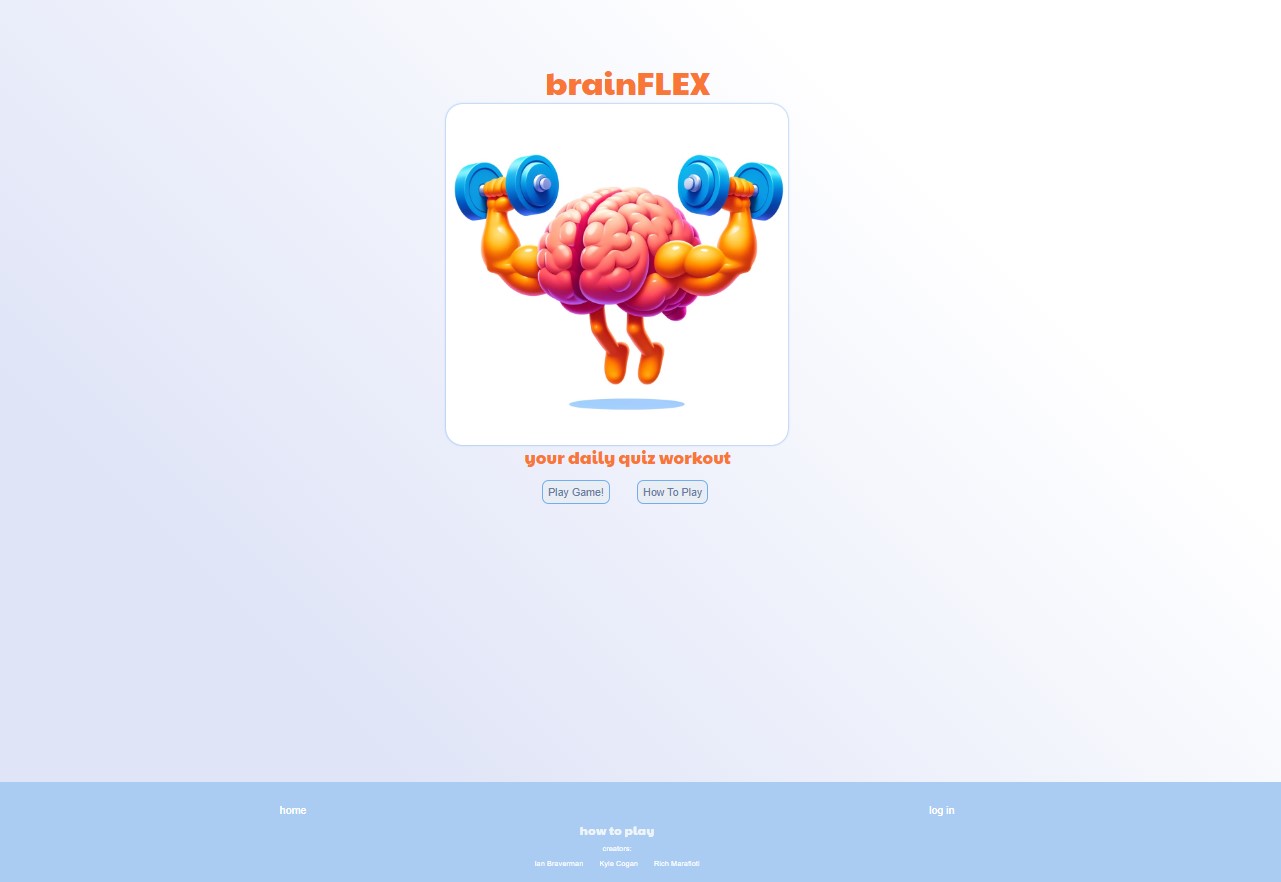 brainFLEX
your daily quiz workout
Play Game! How To Play
home log in
how to play
creators:
Ian Braverman Kyle Cogan Rich Marafioti